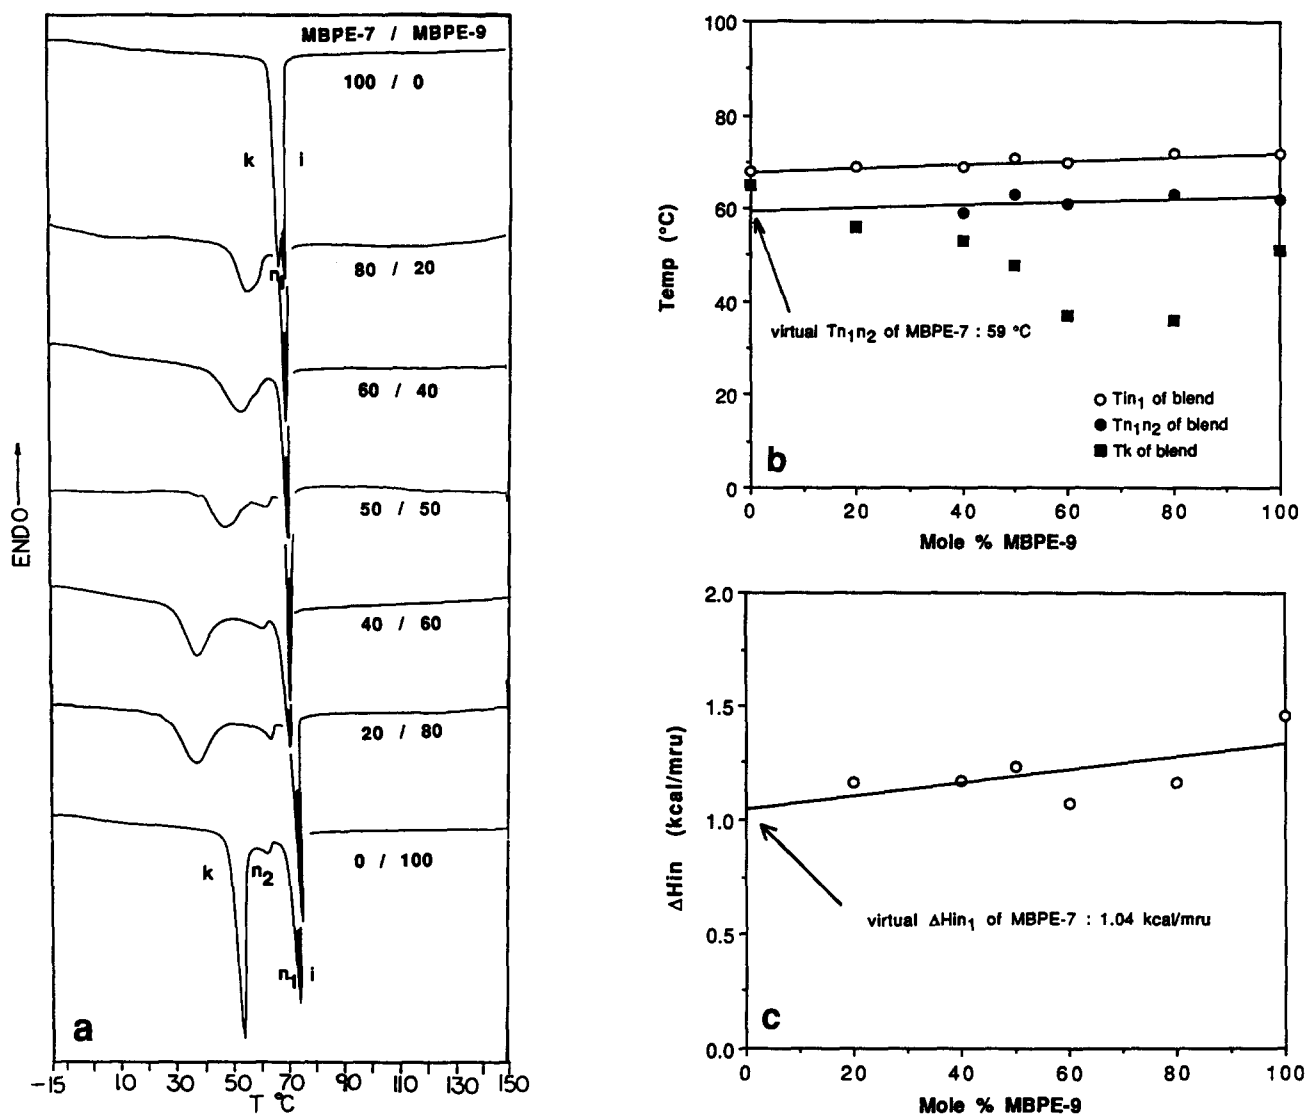 MBPE-7 / MBPE-9
100 / 0
k i
80 / 20
n1
60 / 40
50 / 50
40 / 60
20 / 80
0 / 100
k n2
n1 i
a
ENDO
-15 10 30 50 70 90 110 130 150
T °C
100
80
60
40
20
0
Temp (°C)
virtual Tn1n2 of MBPE-7 : 59 °C
Tin1 of blend
Tn1n2 of blend
Tk of blend
b
0 20 40 60 80 100
Mole % MBPE-9
2.0
1.5
1.0
0.5
0.0
ΔHin (kcal/mru)
virtual ΔHin1 of MBPE-7 : 1.04 kcal/mru
c
0 20 40 60 80 100
Mole % MBPE-9